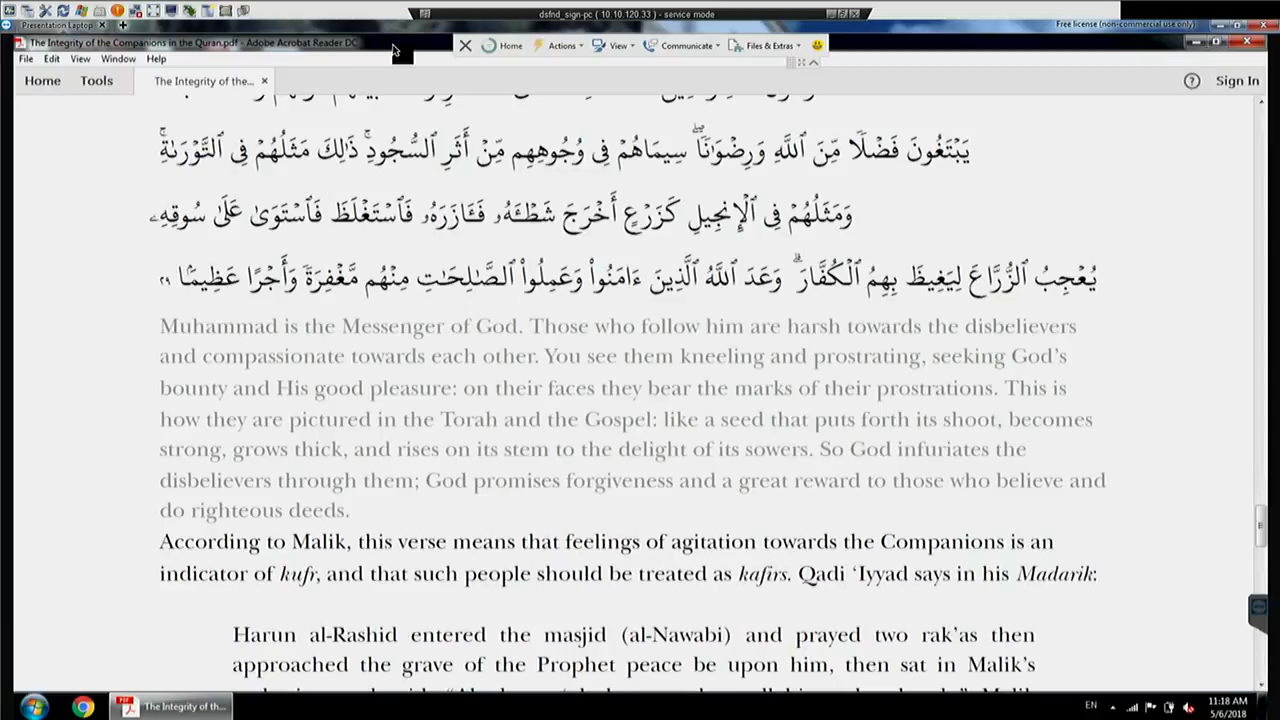 dsfnd_sign-pc ( 10.10.120.33 ) - service mode
Presentation Laptop
Free license (non-commercial use only)
The Integrity of the Companions in the Quran.pdf - Adobe Acrobat Reader DC
Home
Actions
View
Communicate
Files & Extras
File Edit View Window Help
Home Tools The Integrity of the... × Sign In
يَبۡتَغُونَ فَضۡلٗا مِّنَ ٱللَّهِ وَرِضۡوَٰنٗاۖ سِيمَاهُمۡ فِي وُجُوهِهِم مِّنۡ أَثَرِ ٱلسُّجُودِۚ ذَٰلِكَ مَثَلُهُمۡ فِي ٱلتَّوۡرَىٰةِۚ
وَمَثَلُهُمۡ فِي ٱلۡإِنجِيلِ كَزَرۡعٍ أَخۡرَجَ شَطۡـَٔهُۥ فَـَٔازَرَهُۥ فَٱسۡتَغۡلَظَ فَٱسۡتَوَىٰ عَلَىٰ سُوقِهِۦ
يُعۡجِبُ ٱلزُّرَّاعَ لِيَغِيظَ بِهِمُ ٱلۡكُفَّارَۗ وَعَدَ ٱللَّهُ ٱلَّذِينَ ءَامَنُواْ وَعَمِلُواْ ٱلصَّٰلِحَٰتِ مِنۡهُم مَّغۡفِرَةٗ وَأَجۡرًا عَظِيمَۢا ٢٩
Muhammad is the Messenger of God. Those who follow him are harsh towards the disbelievers
and compassionate towards each other. You see them kneeling and prostrating, seeking God's
bounty and His good pleasure: on their faces they bear the marks of their prostrations. This is
how they are pictured in the Torah and the Gospel: like a seed that puts forth its shoot, becomes
strong, grows thick, and rises on its stem to the delight of its sowers. So God infuriates the
disbelievers through them; God promises forgiveness and a great reward to those who believe and
do righteous deeds.
According to Malik, this verse means that feelings of agitation towards the Companions is an
indicator of kufr, and that such people should be treated as kafirs. Qadi ‘Iyyad says in his Madarik:
Harun al-Rashid entered the masjid (al-Nawabi) and prayed two rak'as then
approached the grave of the Prophet peace be upon him, then sat in Malik's
The Integrity of th...
EN
11:18 AM
5/6/2018